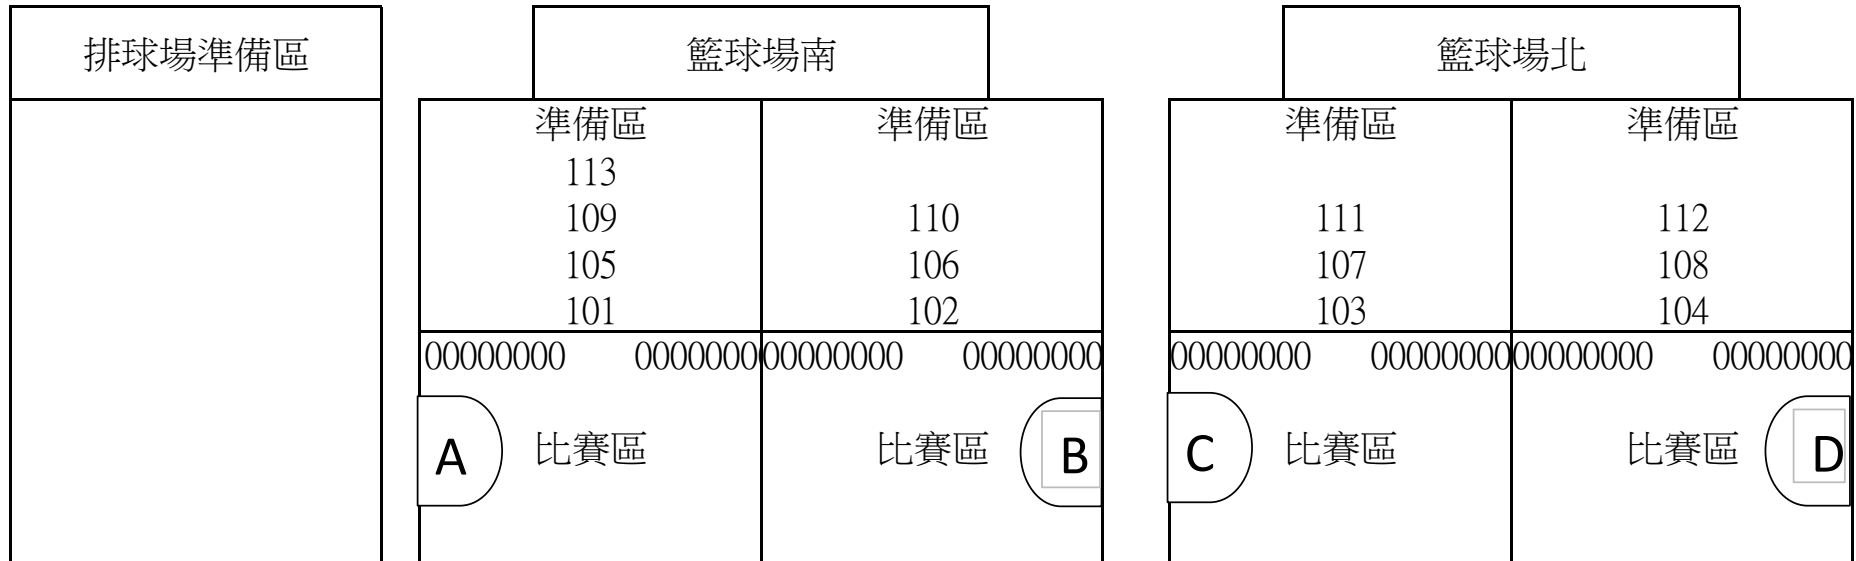 排球場準備區 籃球場南 籃球場北
準備區 準備區 準備區 準備區
113
109 110 111 112
105 106 107 108
101 102 103 104
00000000 00000000 00000000 00000000 00000000 00000000 00000000 00000000
A 比賽區 比賽區 B C 比賽區 比賽區 D